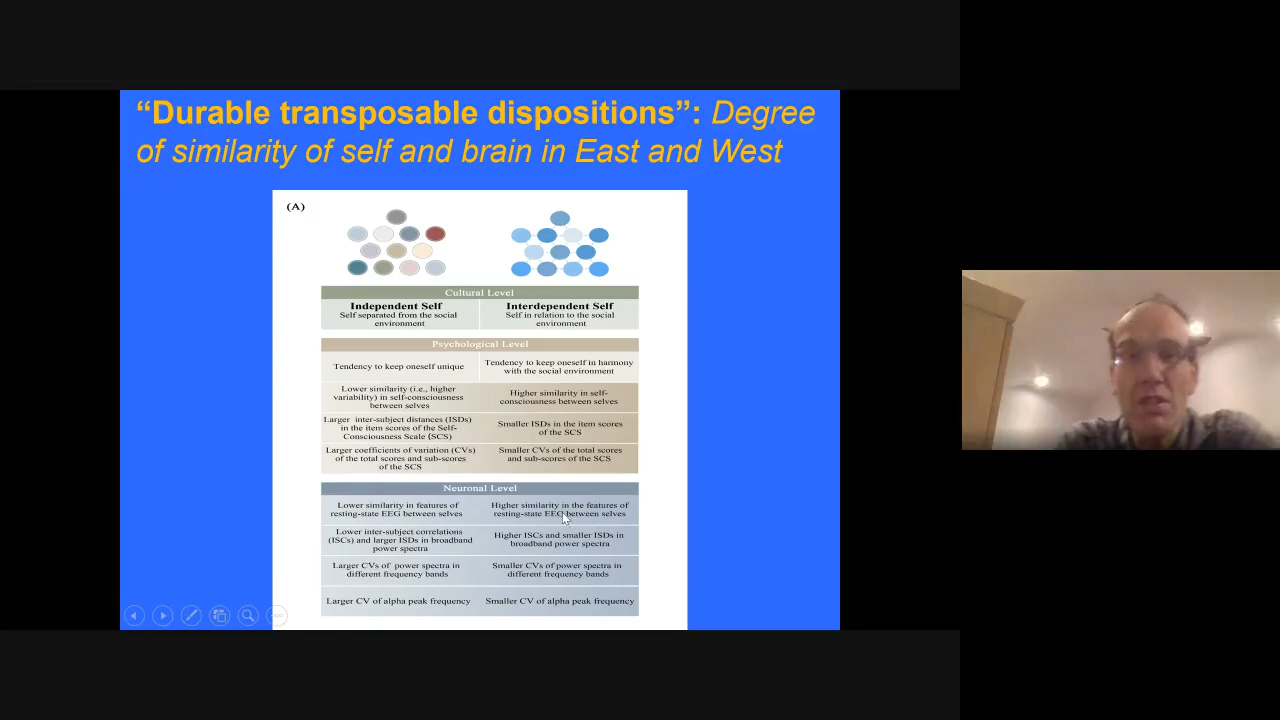 “Durable transposable dispositions”: Degree
of similarity of self and brain in East and West
(A)
Cultural Level
Independent Self
Self separated from the social
environment
Interdependent Self
Self in relation to the social
environment
Psychological Level
Tendency to keep oneself unique
Tendency to keep oneself in harmony
with the social environment
Lower similarity (i.e., higher
variability) in self-consciousness
between selves
Higher similarity in self-
consciousness between selves
Larger inter-subject distances (ISDs)
in the item scores of the Self-
Consciousness Scale (SCS)
Smaller ISDs in the item scores
of the SCS
Larger coefficients of variation (CVs)
of the total scores and sub-scores
of the SCS
Smaller CVs of the total scores
and sub-scores of the SCS
Neuronal Level
Lower similarity in features of
resting-state EEG between selves
Higher similarity in the features of
resting-state EEG between selves
Lower inter-subject correlations
(ISCs) and larger ISDs in broadband
power spectra
Higher ISCs and smaller ISDs in
broadband power spectra
Larger CVs of power spectra in
different frequency bands
Smaller CVs of power spectra in
different frequency bands
Larger CV of alpha peak frequency
Smaller CV of alpha peak frequency